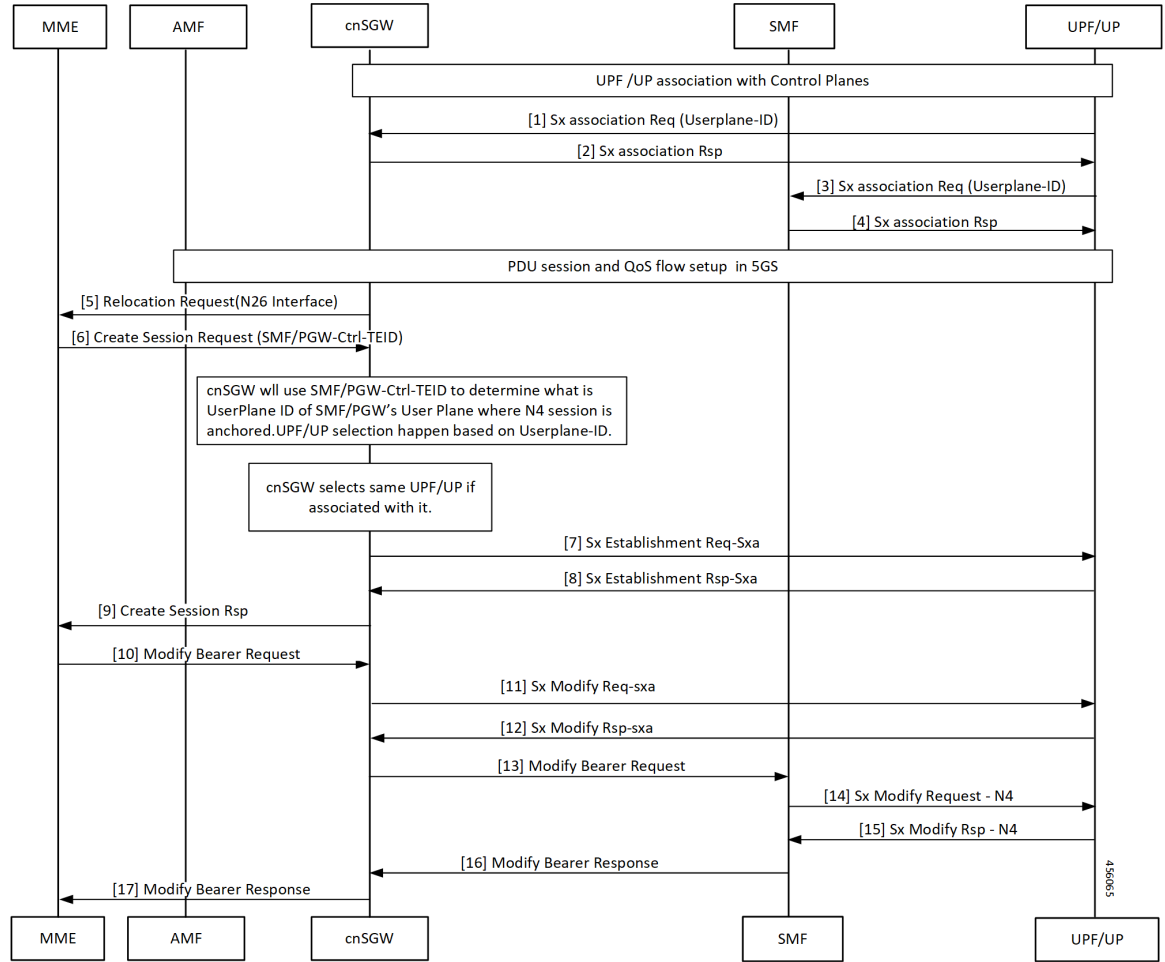 MME
AMF
cnSGW
SMF
UPF/UP
UPF /UP association with Control Planes
[1] Sx association Req (Userplane-ID)
[2] Sx association Rsp
[3] Sx association Req (Userplane-ID)
[4] Sx association Rsp
PDU session and QoS flow setup in 5GS
[5] Relocation Request(N26 Interface)
[6] Create Session Request (SMF/PGW-Ctrl-TEID)
cnSGW wll use SMF/PGW-Ctrl-TEID to determine what is
UserPlane ID of SMF/PGW’s User Plane where N4 session is
anchored.UPF/UP selection happen based on Userplane-ID.
cnSGW selects same UPF/UP if
associated with it.
[7] Sx Establishment Req-Sxa
[8] Sx Establishment Rsp-Sxa
[9] Create Session Rsp
[10] Modify Bearer Request
[11] Sx Modify Req-sxa
[12] Sx Modify Rsp-sxa
[13] Modify Bearer Request
[14] Sx Modify Request - N4
[15] Sx Modify Rsp - N4
[16] Modify Bearer Response
456065
[17] Modify Bearer Response
MME
AMF
cnSGW
SMF
UPF/UP